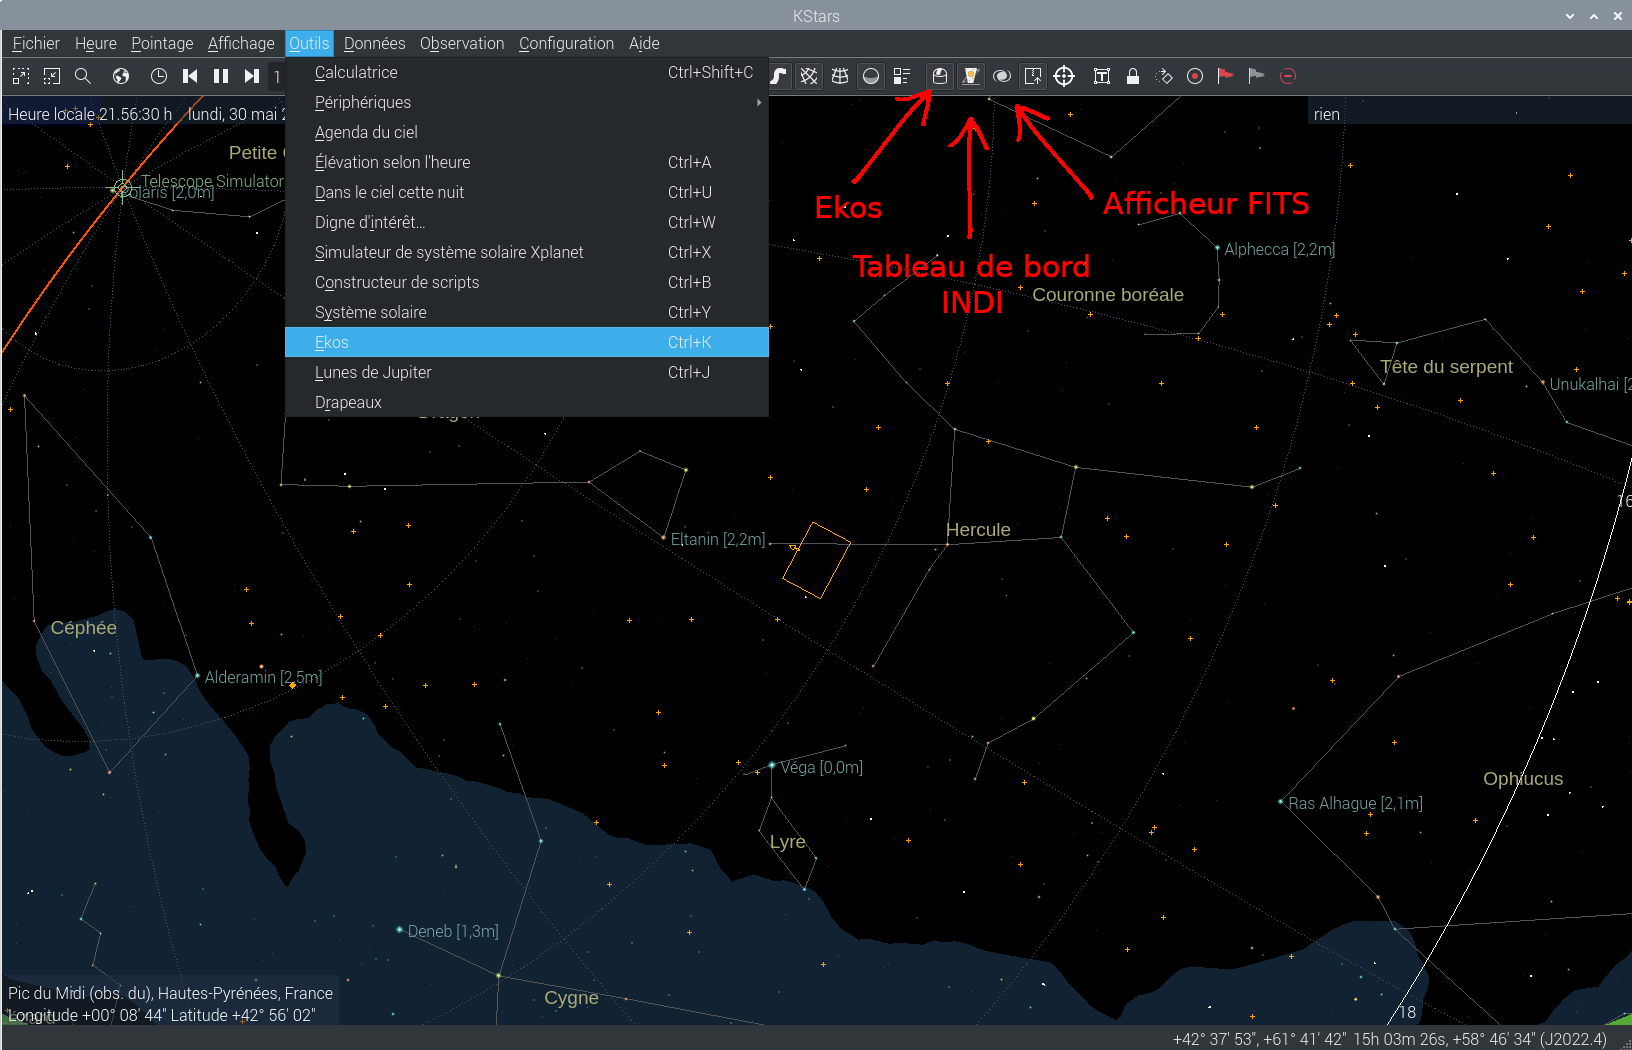 KStars
Fichier Heure Pointage Affichage Outils Données Observation Configuration Aide
1
Calculatrice Ctrl+Shift+C
Périphériques
Agenda du ciel
Élévation selon l'heure Ctrl+A
Dans le ciel cette nuit Ctrl+U
Digne d'intérêt... Ctrl+W
Simulateur de système solaire Xplanet Ctrl+X
Constructeur de scripts Ctrl+B
Système solaire Ctrl+Y
Ekos Ctrl+K
Lunes de Jupiter Ctrl+J
Drapeaux
Heure locale 21.56:30 h lundi, 30 mai
rien
Petite
Telescope Simulator
olaris [2,0m]
Ekos
Afficheur FITS
Tableau de bord
INDI
Alphecca [2,2m]
Couronne boréale
Tête du serpent
Unukalhai [2
16
Eltanin [2,2m]
Hercule
Céphée
Alderamin [2,5m]
Véga [0,0m]
Ophiucus
Ras Alhague [2,1m]
Lyre
Deneb [1,3m]
Cygne
18
Pic du Midi (obs. du), Hautes-Pyrénées, France
Longitude +00° 08' 44" Latitude +42° 56' 02"
+42° 37' 53", +61° 41' 42" 15h 03m 26s, +58° 46' 34" (J2022.4)